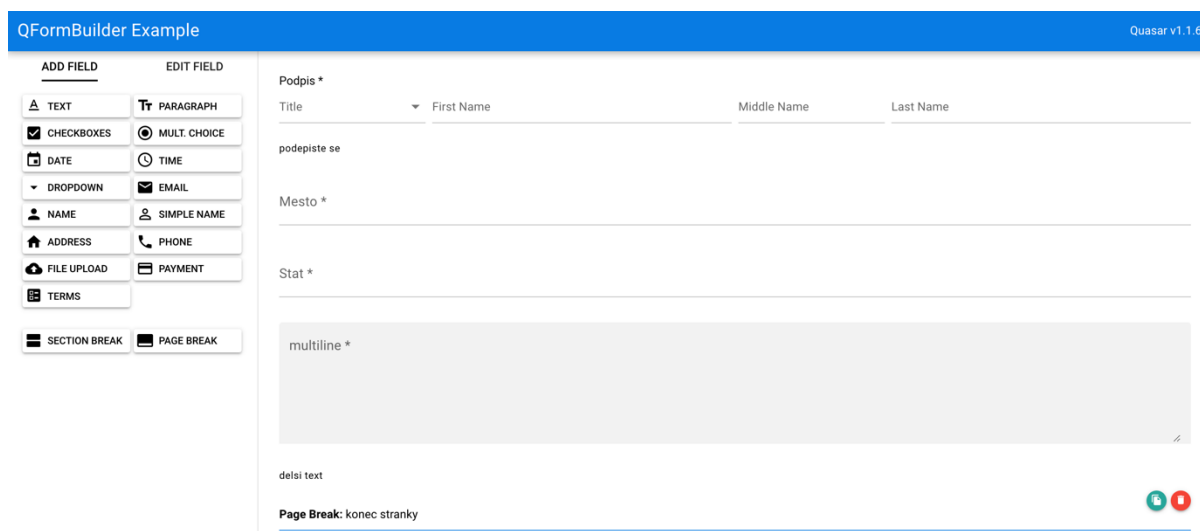 QFormBuilder Example
Quasar v1.1.6
ADD FIELD
EDIT FIELD
TEXT
PARAGRAPH
CHECKBOXES
MULT. CHOICE
DATE
TIME
DROPDOWN
EMAIL
NAME
SIMPLE NAME
ADDRESS
PHONE
FILE UPLOAD
PAYMENT
TERMS
SECTION BREAK
PAGE BREAK
Podpis *
Title
First Name
Middle Name
Last Name
podepiste se
Mesto *
Stat *
multiline *
delsi text
Page Break: konec stranky